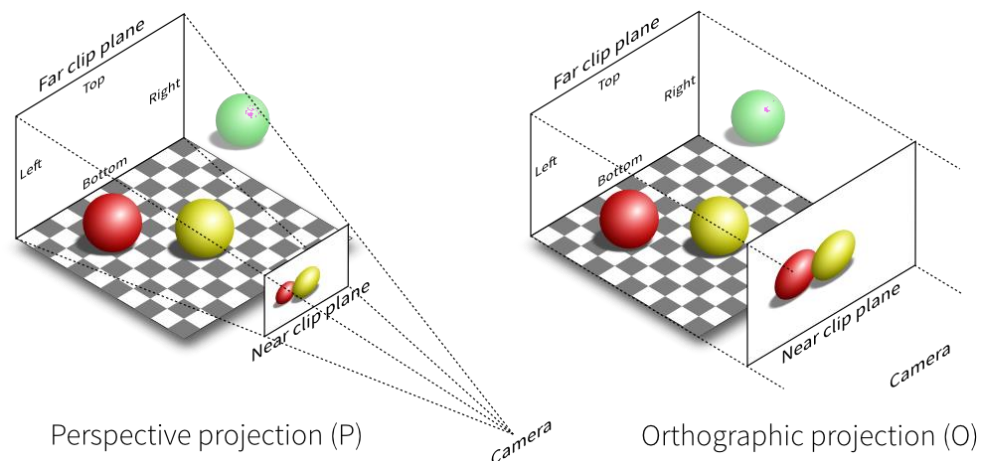 Far clip plane
Top
Right
Left
Bottom
Near clip plane
Camera
Perspective projection (P)
Far clip plane
Top
Right
Left
Bottom
Near clip plane
Camera
Orthographic projection (O)